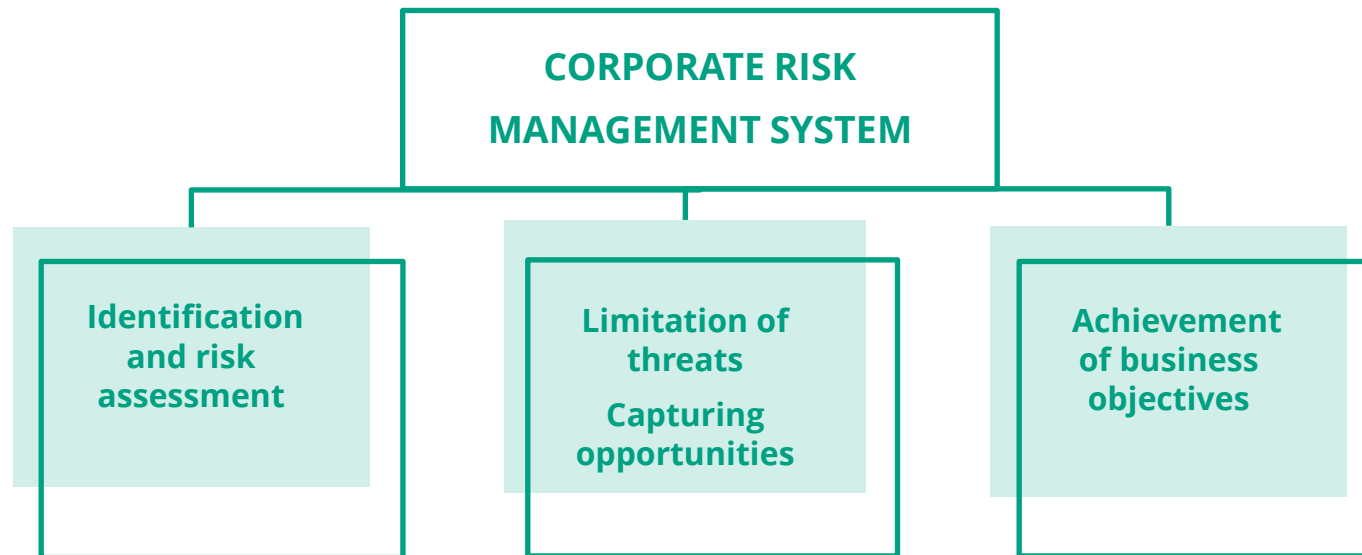 CORPORATE RISK
MANAGEMENT SYSTEM
Identification
and risk
assessment
Limitation of
threats
Capturing
opportunities
Achievement
of business
objectives